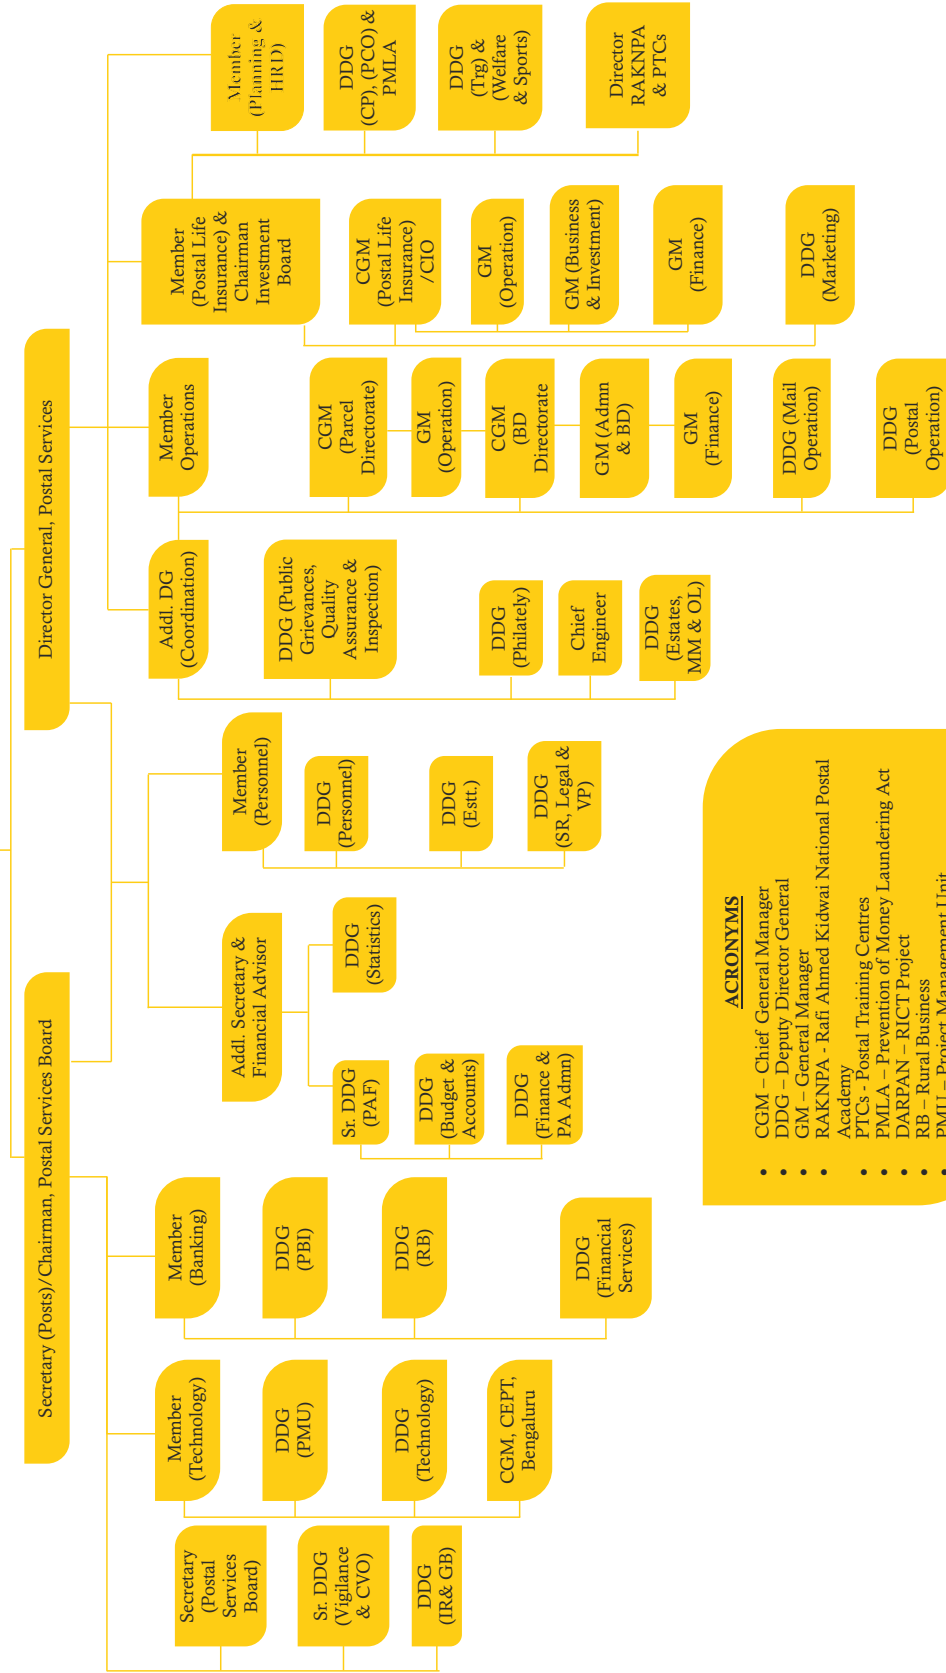 Secretary (Posts)/Chairman, Postal Services Board
Director General, Postal Services
Secretary
(Postal
Services
Board)
Sr. DDG
(Vigilance
& CVO)
DDG
(IR& GB)
Member
(Technology)
DDG
(PMU)
DDG
(Technology)
CGM, CEPT,
Bengaluru
Member
(Banking)
DDG
(PBI)
DDG
(RB)
DDG
(Financial
Services)
Addl. Secretary &
Financial Advisor
Sr. DDG
(PAF)
DDG
(Budget &
Accounts)
DDG
(Finance &
PA Admn)
DDG
(Statistics)
Member
(Personnel)
DDG
(Personnel)
DDG
(Estt.)
DDG
(SR, Legal &
VP)
Addl. DG
(Coordination)
DDG (Public
Grievances,
Quality
Assurance &
Inspection)
DDG
(Philately)
Chief
Engineer
DDG
(Estates,
MM & OL)
Member
Operations
CGM
(Parcel
Directorate)
GM
(Operation)
CGM
(BD
Directorate
GM (Admn
& BD)
GM
(Finance)
DDG (Mail
Operation)
DDG
(Postal
Operation)
Member
(Postal Life
Insurance) &
Chairman
Investment
Board
CGM
(Postal Life
Insurance)
/CIO
GM
(Operation)
GM (Business
& Investment)
GM
(Finance)
DDG
(Marketing)
Member
(Planning &
HRD)
DDG
(CP), (PCO) &
PMLA
DDG
(Trg) &
(Welfare
& Sports)
Director
RAKNPA
& PTCs
ACRONYMS
• CGM – Chief General Manager
• DDG – Deputy Director General
• GM – General Manager
• RAKNPA - Rafi Ahmed Kidwai National Postal
Academy
• PTCs - Postal Training Centres
• PMLA – Prevention of Money Laundering Act
• DARPAN – RICT Project
• RB – Rural Business
• PMU – Project Management Unit